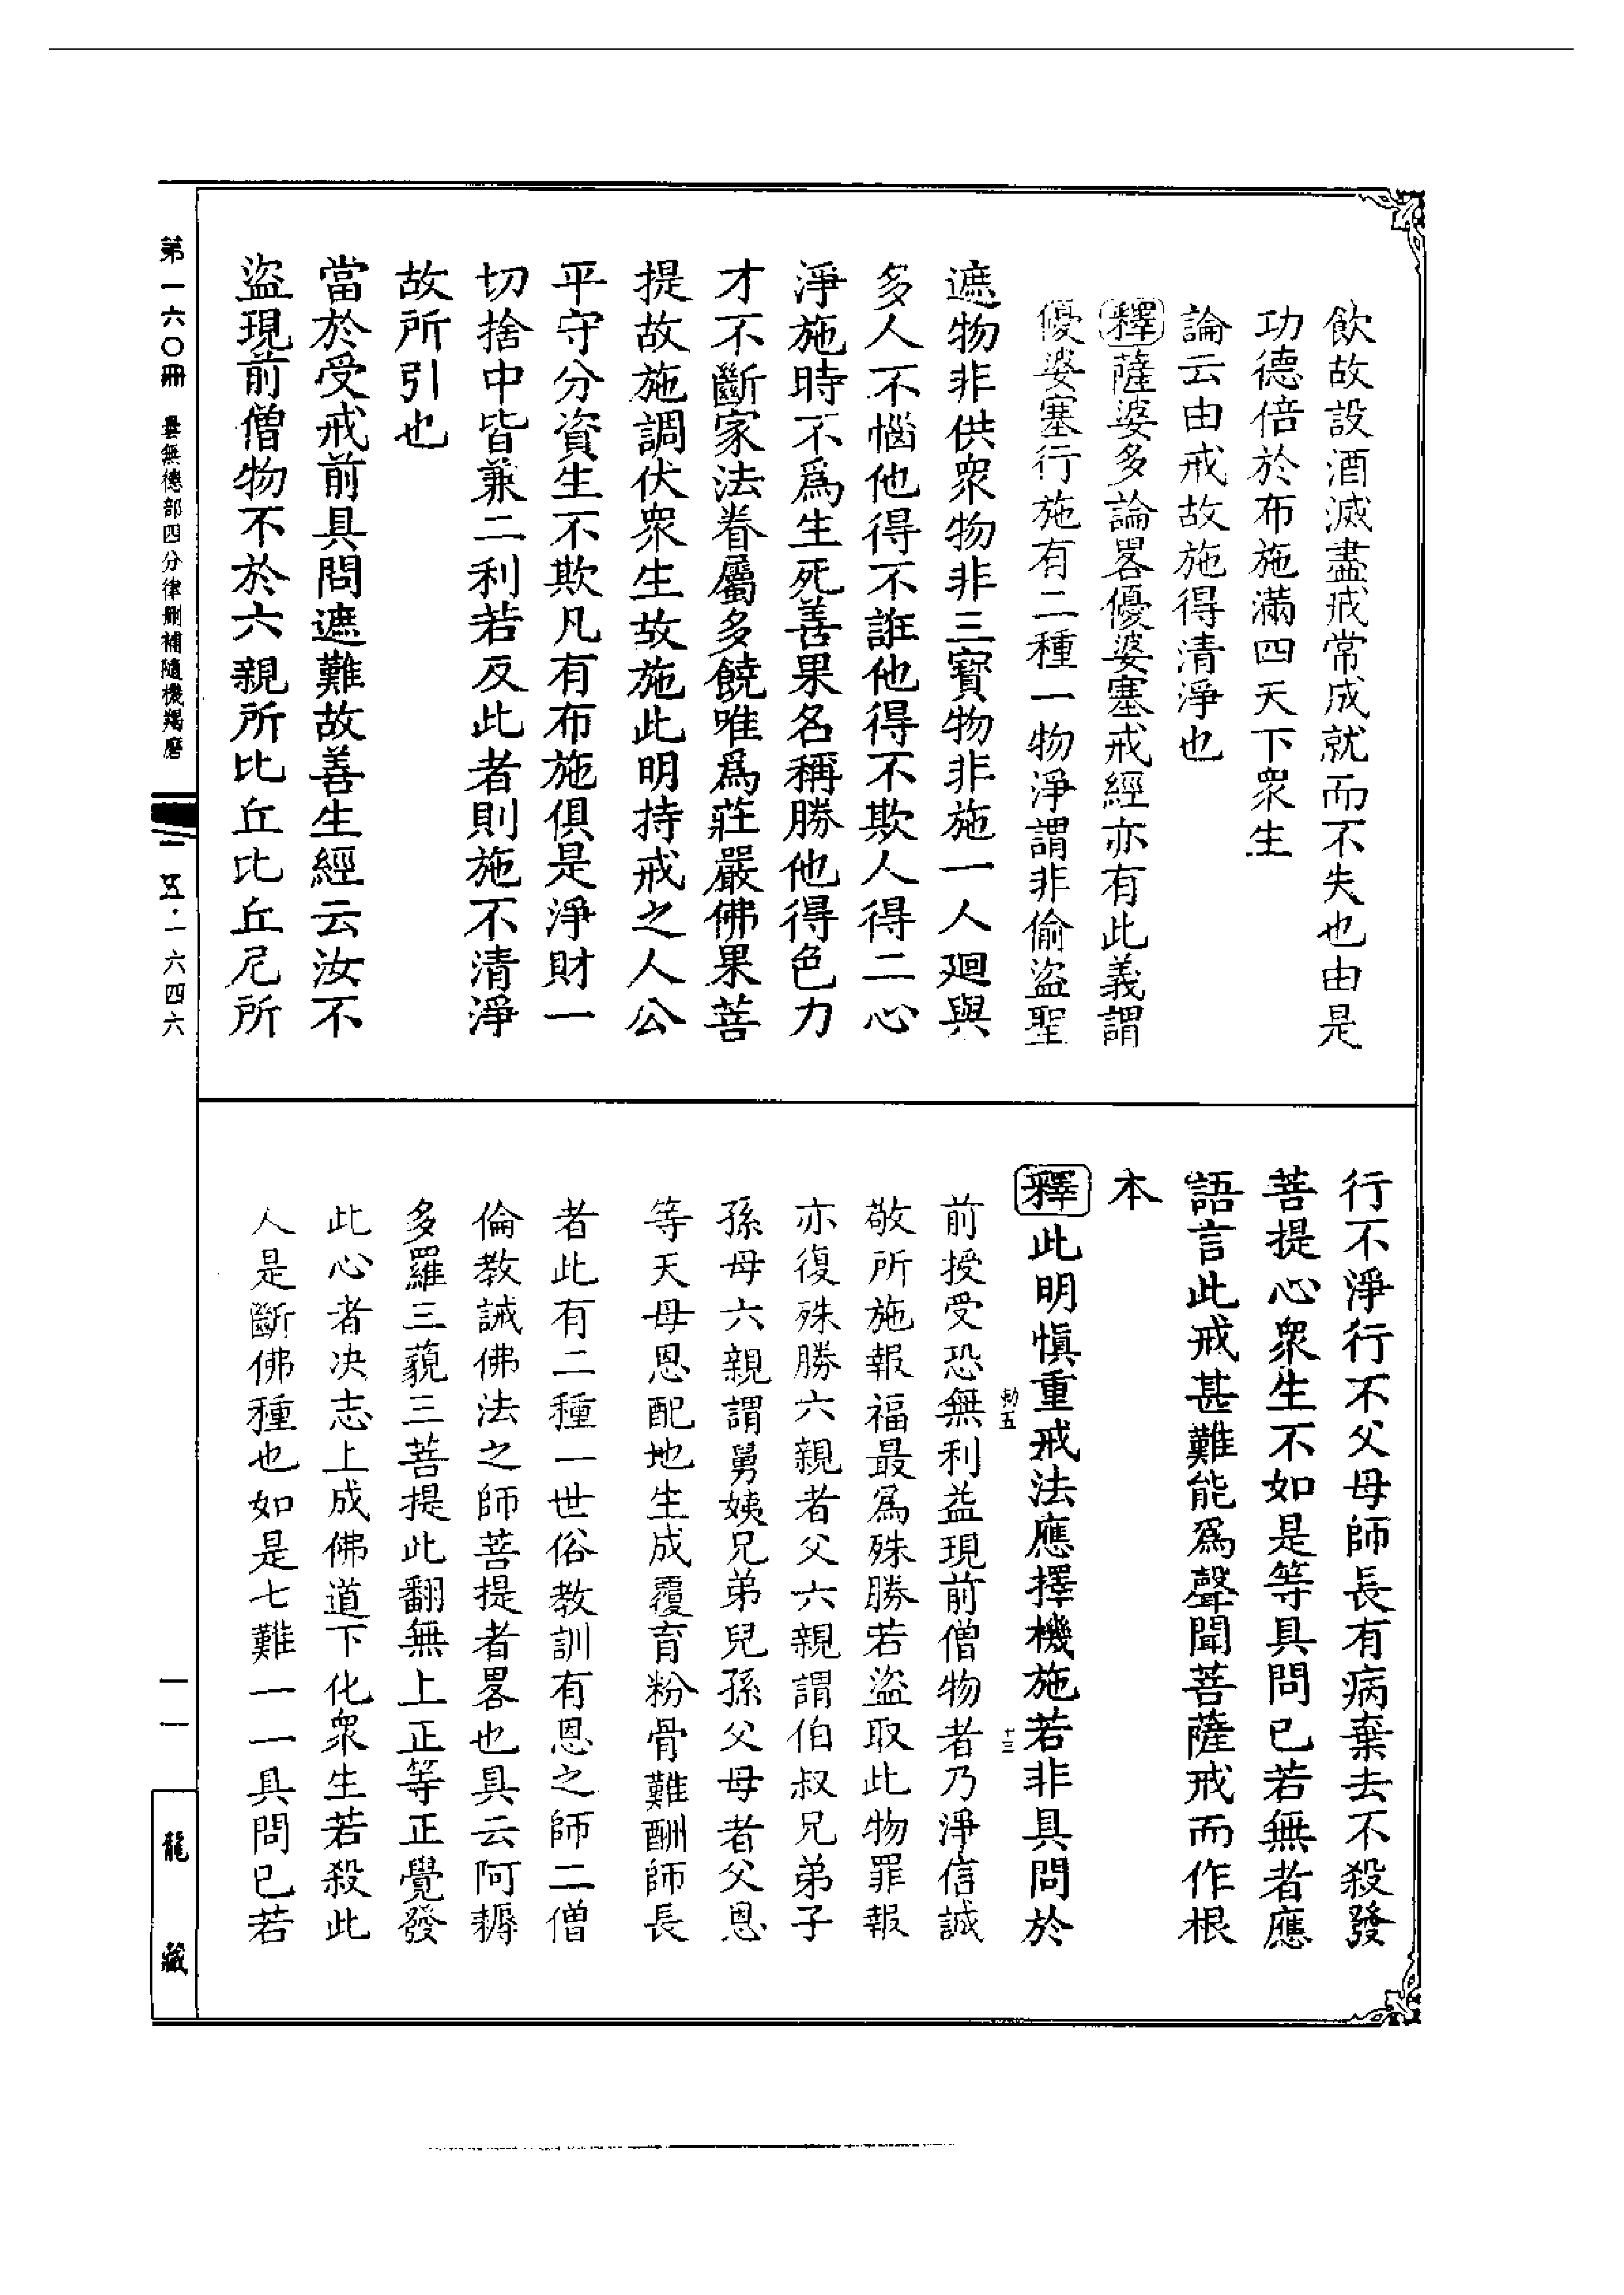 飲故設酒滅盡戒常成就而不失也由是
功德倍於布施滿四天下眾生
論云由戒故施得清淨也
釋薩婆多論畧優婆塞戒經亦有此義謂
優婆塞行施有二種一物淨謂非偷盜聖
遮物非供眾物非三寶物非施一人廻與
多人不惱他得不誑他得不欺人得二心
淨施時不爲生死善果名稱勝他得色力
才不斷家法眷屬多饒唯爲莊嚴佛果菩
提故施調伏眾生故施此明持戒之人公
平守分資生不欺凡有布施俱是淨財一
切捨中皆兼二利若反此者則施不清淨
故所引也
當於受戒前具問遮難故善生經云汝不
盜現前僧物不於六親所比丘比丘尼所
行不淨行不父母師長有病棄去不殺發
菩提心眾生不如是等具問已若無者應
語言此戒甚難能爲聲聞菩薩戒而作根
本
釋此明慎重戒法應擇機施若非具問於
前授受恐無利益現前僧物者乃淨信誠
敬所施報福最爲殊勝若盜取此物罪報
亦復殊勝六親者父六親謂伯叔兄弟子
孫母六親謂舅姨兄弟兒孫父母者父恩
等天母恩配地生成覆育粉骨難酬師長
者此有二種一世俗教訓有恩之師二僧
倫教誡佛法之師菩提者畧也具云阿耨
多羅三藐三菩提此翻無上正等正覺發
此心者決志上成佛道下化眾生若殺此
人是斷佛種也如是七難一一具問已若
第一六〇冊 曇無德部四分律刪補隨機羯磨
一五·一六四六
一一
龍藏